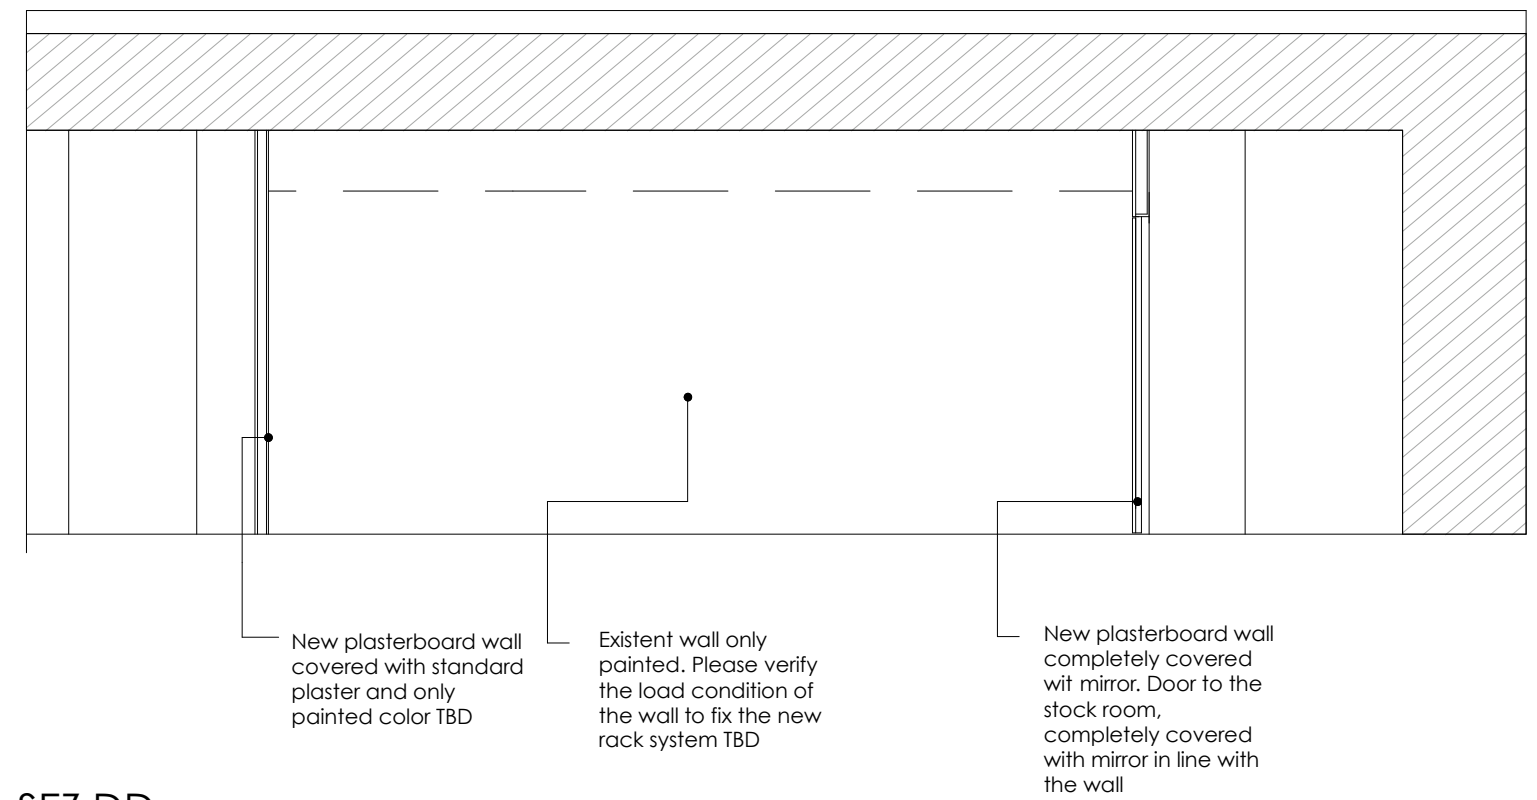 New plasterboard wall
covered with standard
plaster and only
painted color TBD
Existent wall only
painted. Please verify
the load condition of
the wall to fix the new
rack system TBD
New plasterboard wall
completely covered
wit mirror. Door to the
stock room,
completely covered
with mirror in line with
the wall
SEZ DD